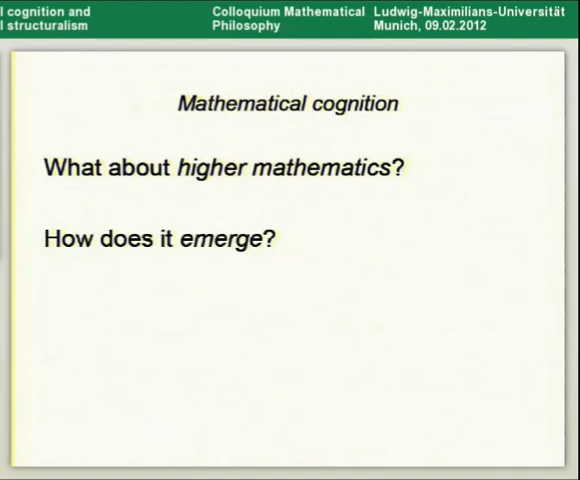 l cognition and
l structuralism
Colloquium Mathematical
Philosophy
Ludwig-Maximilians-Universität
Munich, 09.02.2012
Mathematical cognition
What about higher mathematics?
How does it emerge?